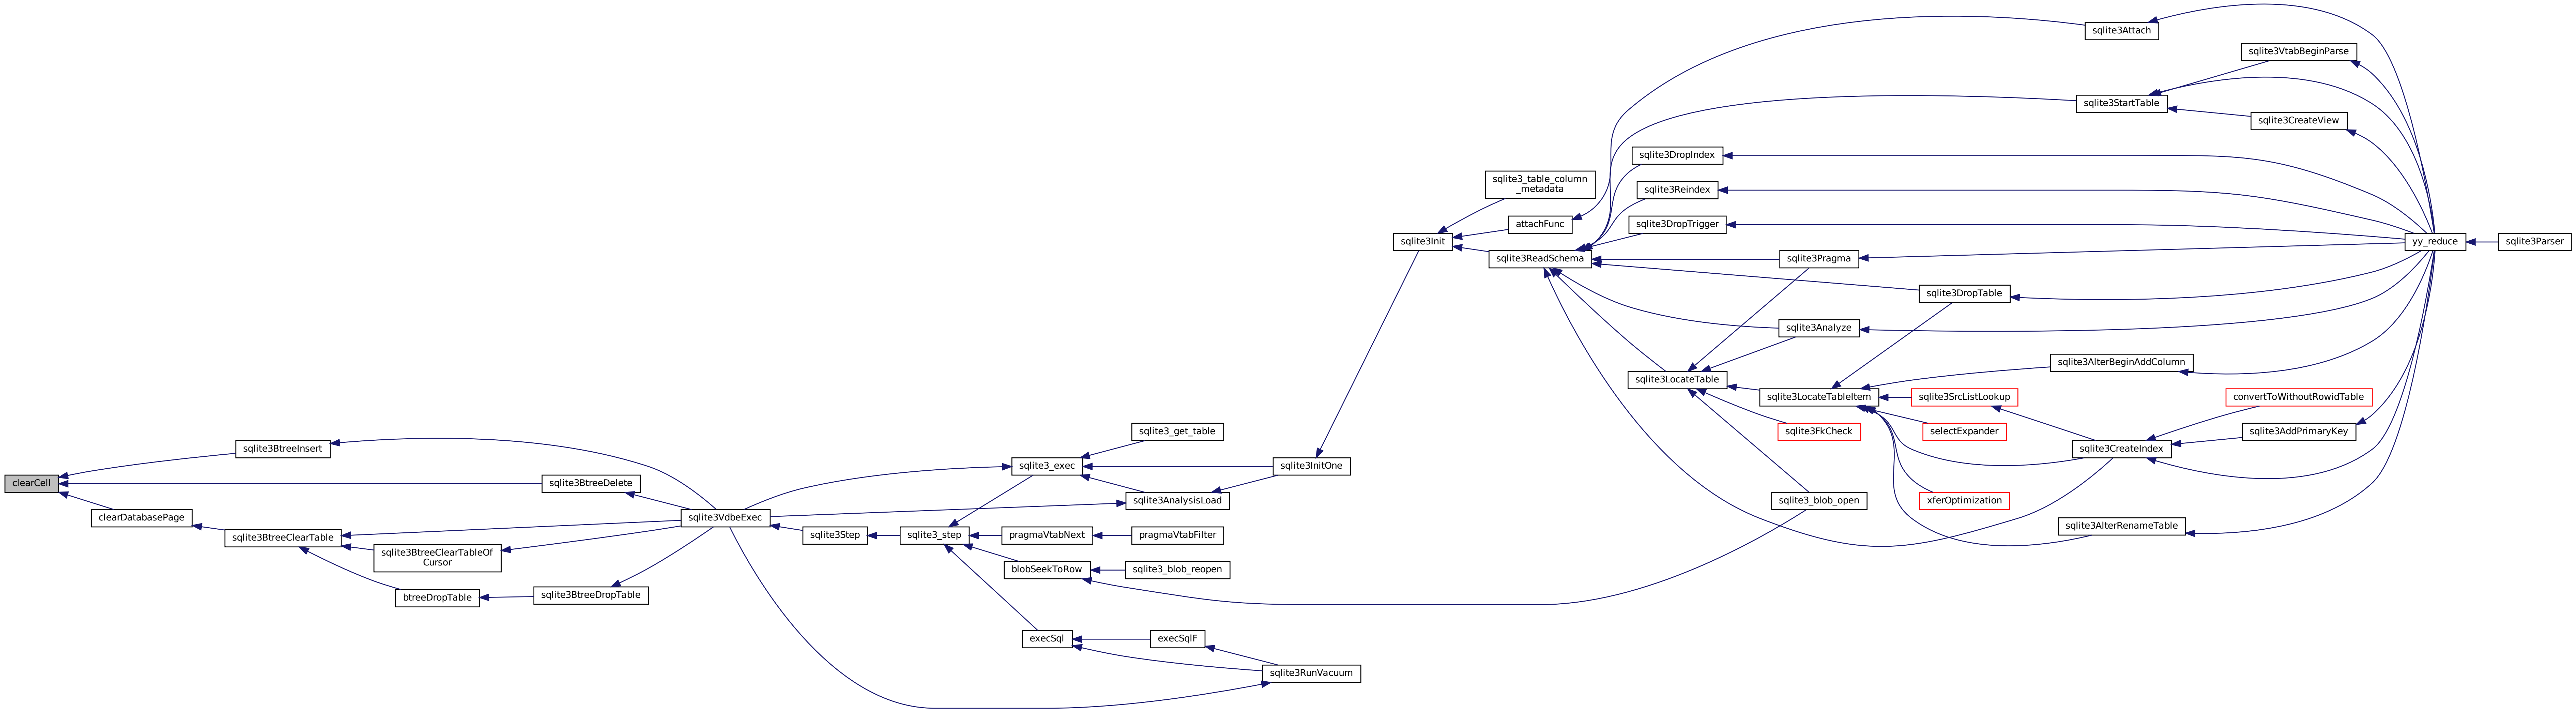 clearCell
sqlite3BtreeInsert
clearDatabasePage
sqlite3BtreeClearTable
sqlite3BtreeDelete
sqlite3BtreeClearTableOf
Cursor
btreeDropTable
sqlite3BtreeDropTable
sqlite3VdbeExec
sqlite3Step
sqlite3_step
sqlite3_get_table
sqlite3_exec
sqlite3AnalysisLoad
pragmaVtabNext
pragmaVtabFilter
blobSeekToRow
sqlite3_blob_reopen
execSql
execSqlF
sqlite3RunVacuum
sqlite3InitOne
sqlite3Init
sqlite3_table_column
_metadata
attachFunc
sqlite3ReadSchema
sqlite3DropIndex
sqlite3Reindex
sqlite3DropTrigger
sqlite3Pragma
sqlite3DropTable
sqlite3Analyze
sqlite3LocateTable
sqlite3LocateTableItem
sqlite3FkCheck
sqlite3_blob_open
sqlite3Attach
sqlite3VtabBeginParse
sqlite3StartTable
sqlite3CreateView
sqlite3AlterBeginAddColumn
sqlite3SrcListLookup
selectExpander
xferOptimization
convertToWithoutRowidTable
sqlite3AddPrimaryKey
sqlite3CreateIndex
sqlite3AlterRenameTable
yy_reduce
sqlite3Parser